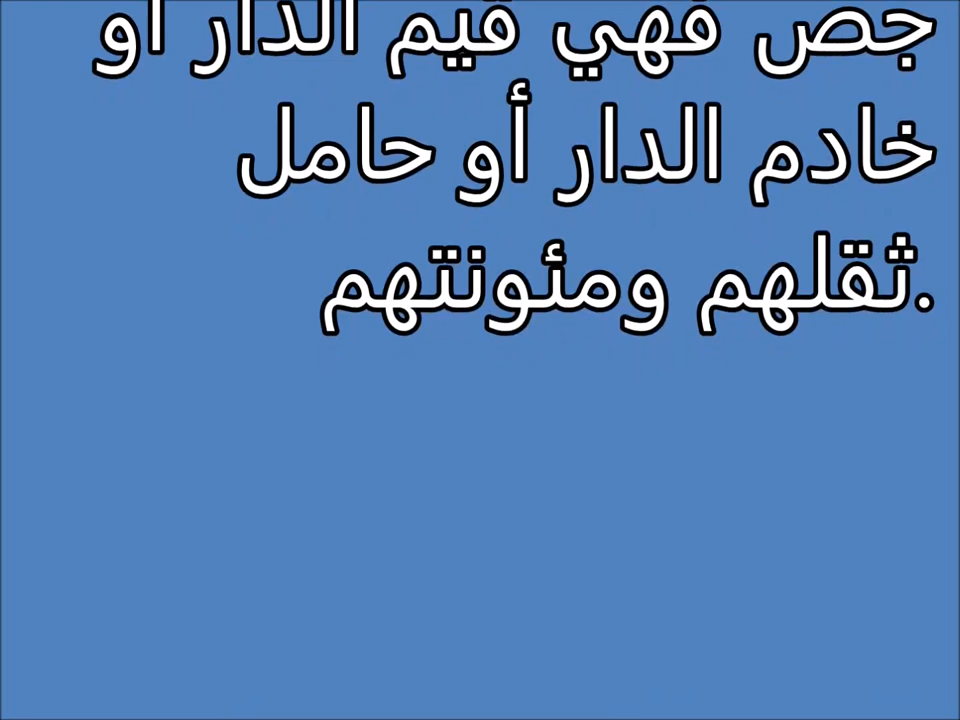 جص فهي قيم الدار أو
خادم الدار أو حامل
ثقلهم ومئونتهم.